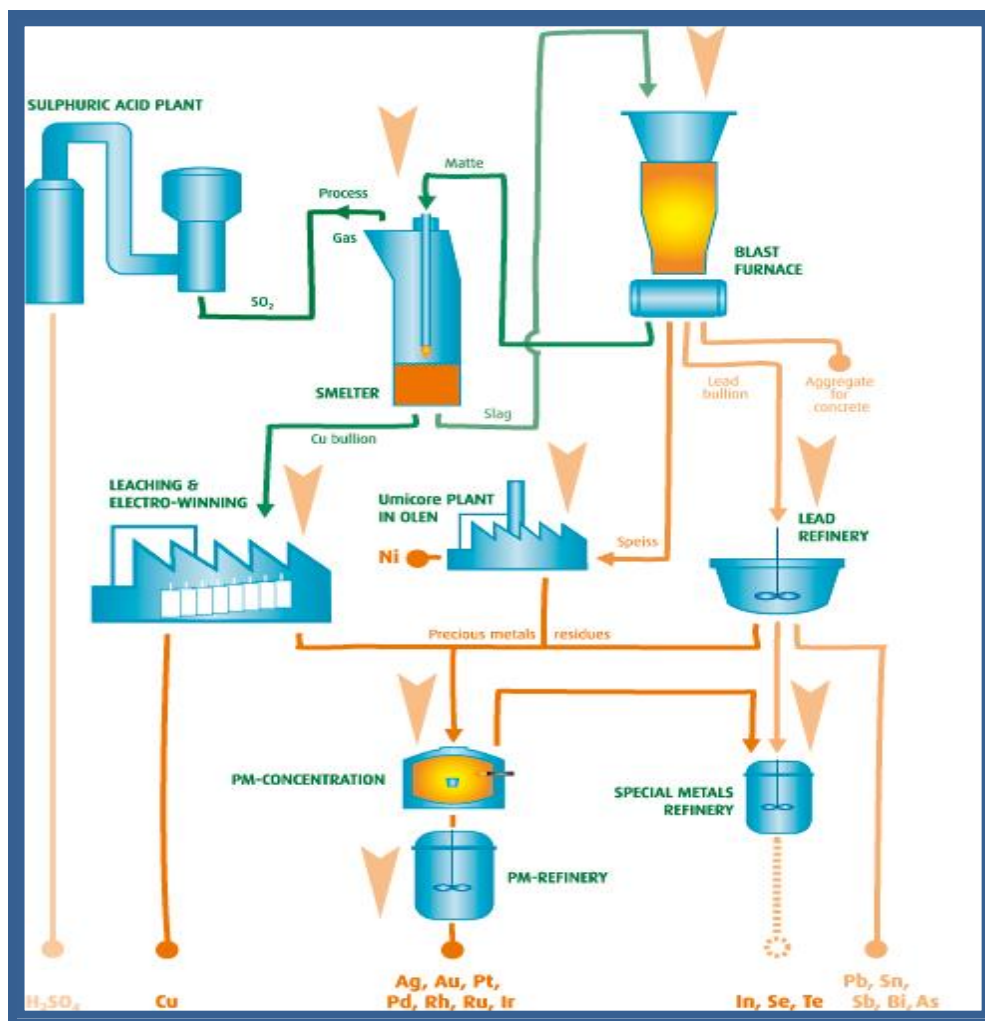 SULPHURIC ACID PLANT
Matte
Process
Gas
SO₂
BLAST
FURNACE
SMELTER
Slag
Cu bullion
Lead
bullion
Aggregate
for
concrete
LEACHING &
ELECTRO-WINNING
Umicore PLANT
IN OLEN
LEAD
REFINERY
Ni
Speiss
Precious metals residues
PM-CONCENTRATION
SPECIAL METALS
REFINERY
PM-REFINERY
H₂SO₄
Cu
Ag, Au, Pt,
Pd, Rh, Ru, Ir
In, Se, Te
Pb, Sn,
Sb, Bi, As